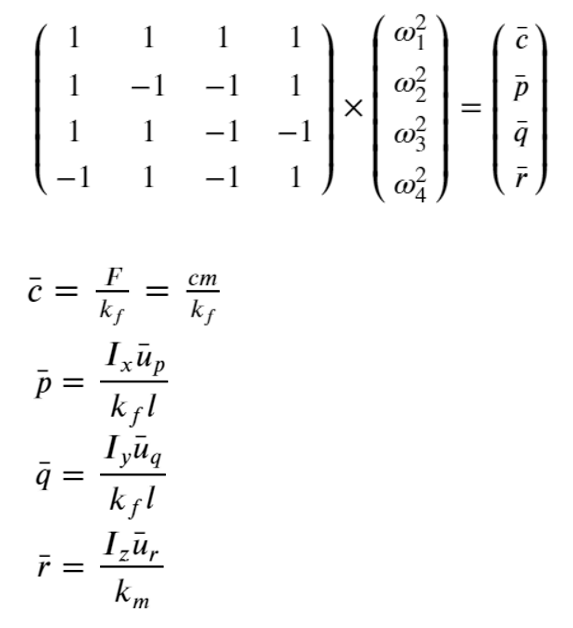 ( 1 1 1 1 ) ( ω₁² ) ( c̄ )
( 1 −1 −1 1 ) ( ω₂² ) ( p̄ )
( 1 1 −1 −1 ) × ( ω₃² ) = ( q̄ )
( −1 1 −1 1 ) ( ω₄² ) ( r̄ )
c̄ = F/k_f = cm/k_f
p̄ = I_x ū_p / k_f l
q̄ = I_y ū_q / k_f l
r̄ = I_z ū_r / k_m